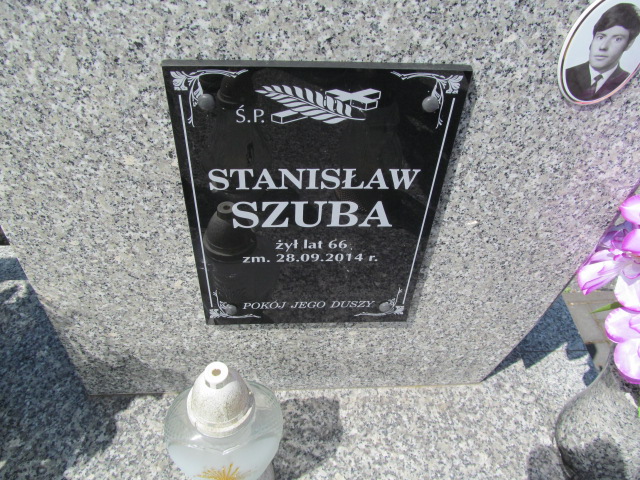 Ś.P.
STANISŁAW
SZUBA
żył lat 66
zm. 28.09.2014 r.
POKÓJ JEGO DUSZY